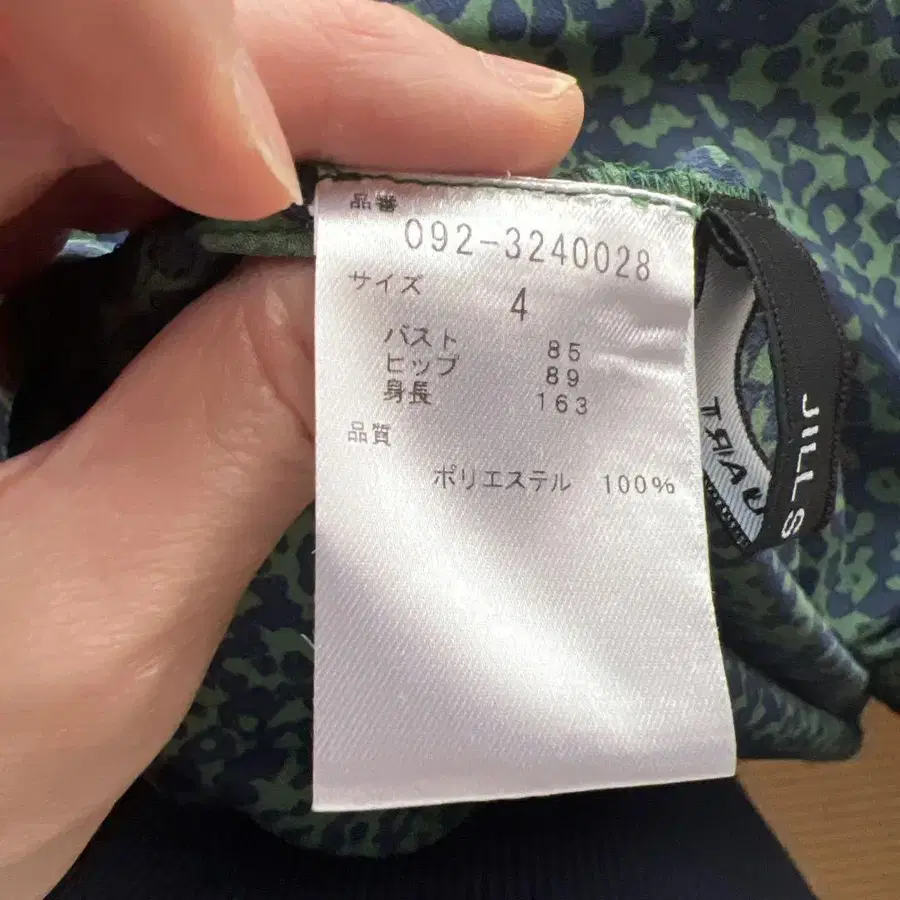 品番
092-3240028
サイズ
4
バスト 85
ヒップ 89
身長 163
品質
ポリエステル 100%
JILL S